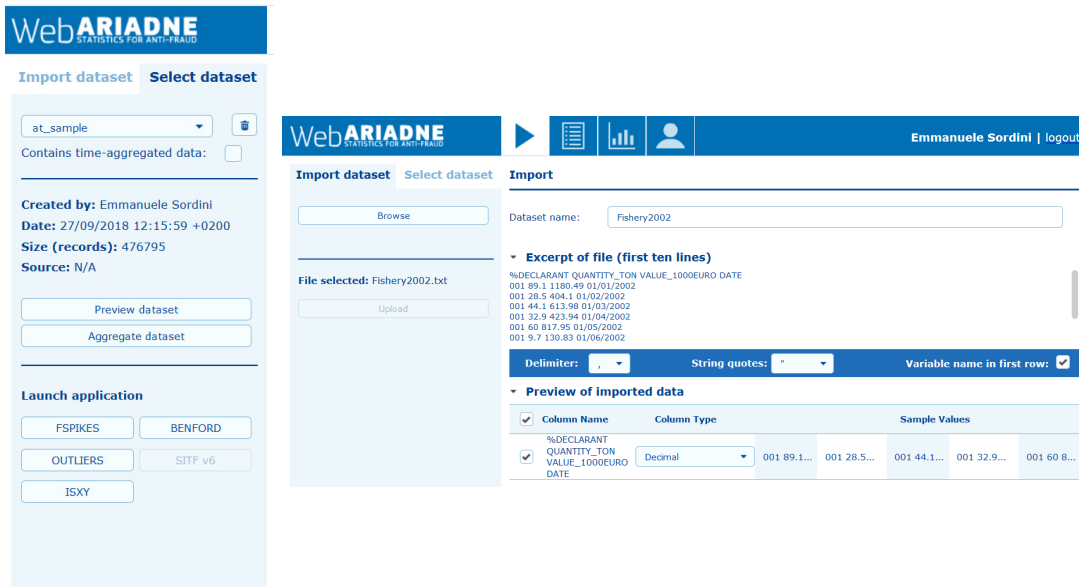 WebARIADNE
STATISTICS FOR ANTI-FRAUD
Import dataset Select dataset
at_sample
Contains time-aggregated data:
Created by: Emmanuele Sordini
Date: 27/09/2018 12:15:59 +0200
Size (records): 476795
Source: N/A
Preview dataset
Aggregate dataset
Launch application
FSPIKES BENFORD
OUTLIERS SITF v6
ISXY
WebARIADNE
STATISTICS FOR ANTI-FRAUD
Emmanuele Sordini | logout
Import dataset Select dataset
Browse
File selected: Fishery2002.txt
Upload
Import
Dataset name: Fishery2002
Excerpt of file (first ten lines)
%DECLARANT QUANTITY_TON VALUE_1000EURO DATE
001 89.1 1180.49 01/01/2002
001 28.5 404.1 01/02/2002
001 44.1 613.98 01/03/2002
001 32.9 423.94 01/04/2002
001 60 817.95 01/05/2002
001 9.7 130.83 01/06/2002
Delimiter: , String quotes: " Variable name in first row:
Preview of imported data
Column Name Column Type Sample Values
%DECLARANT
QUANTITY_TON
VALUE_1000EURO
DATE
Decimal 001 89.1... 001 28.5... 001 44.1... 001 32.9... 001 60 8...